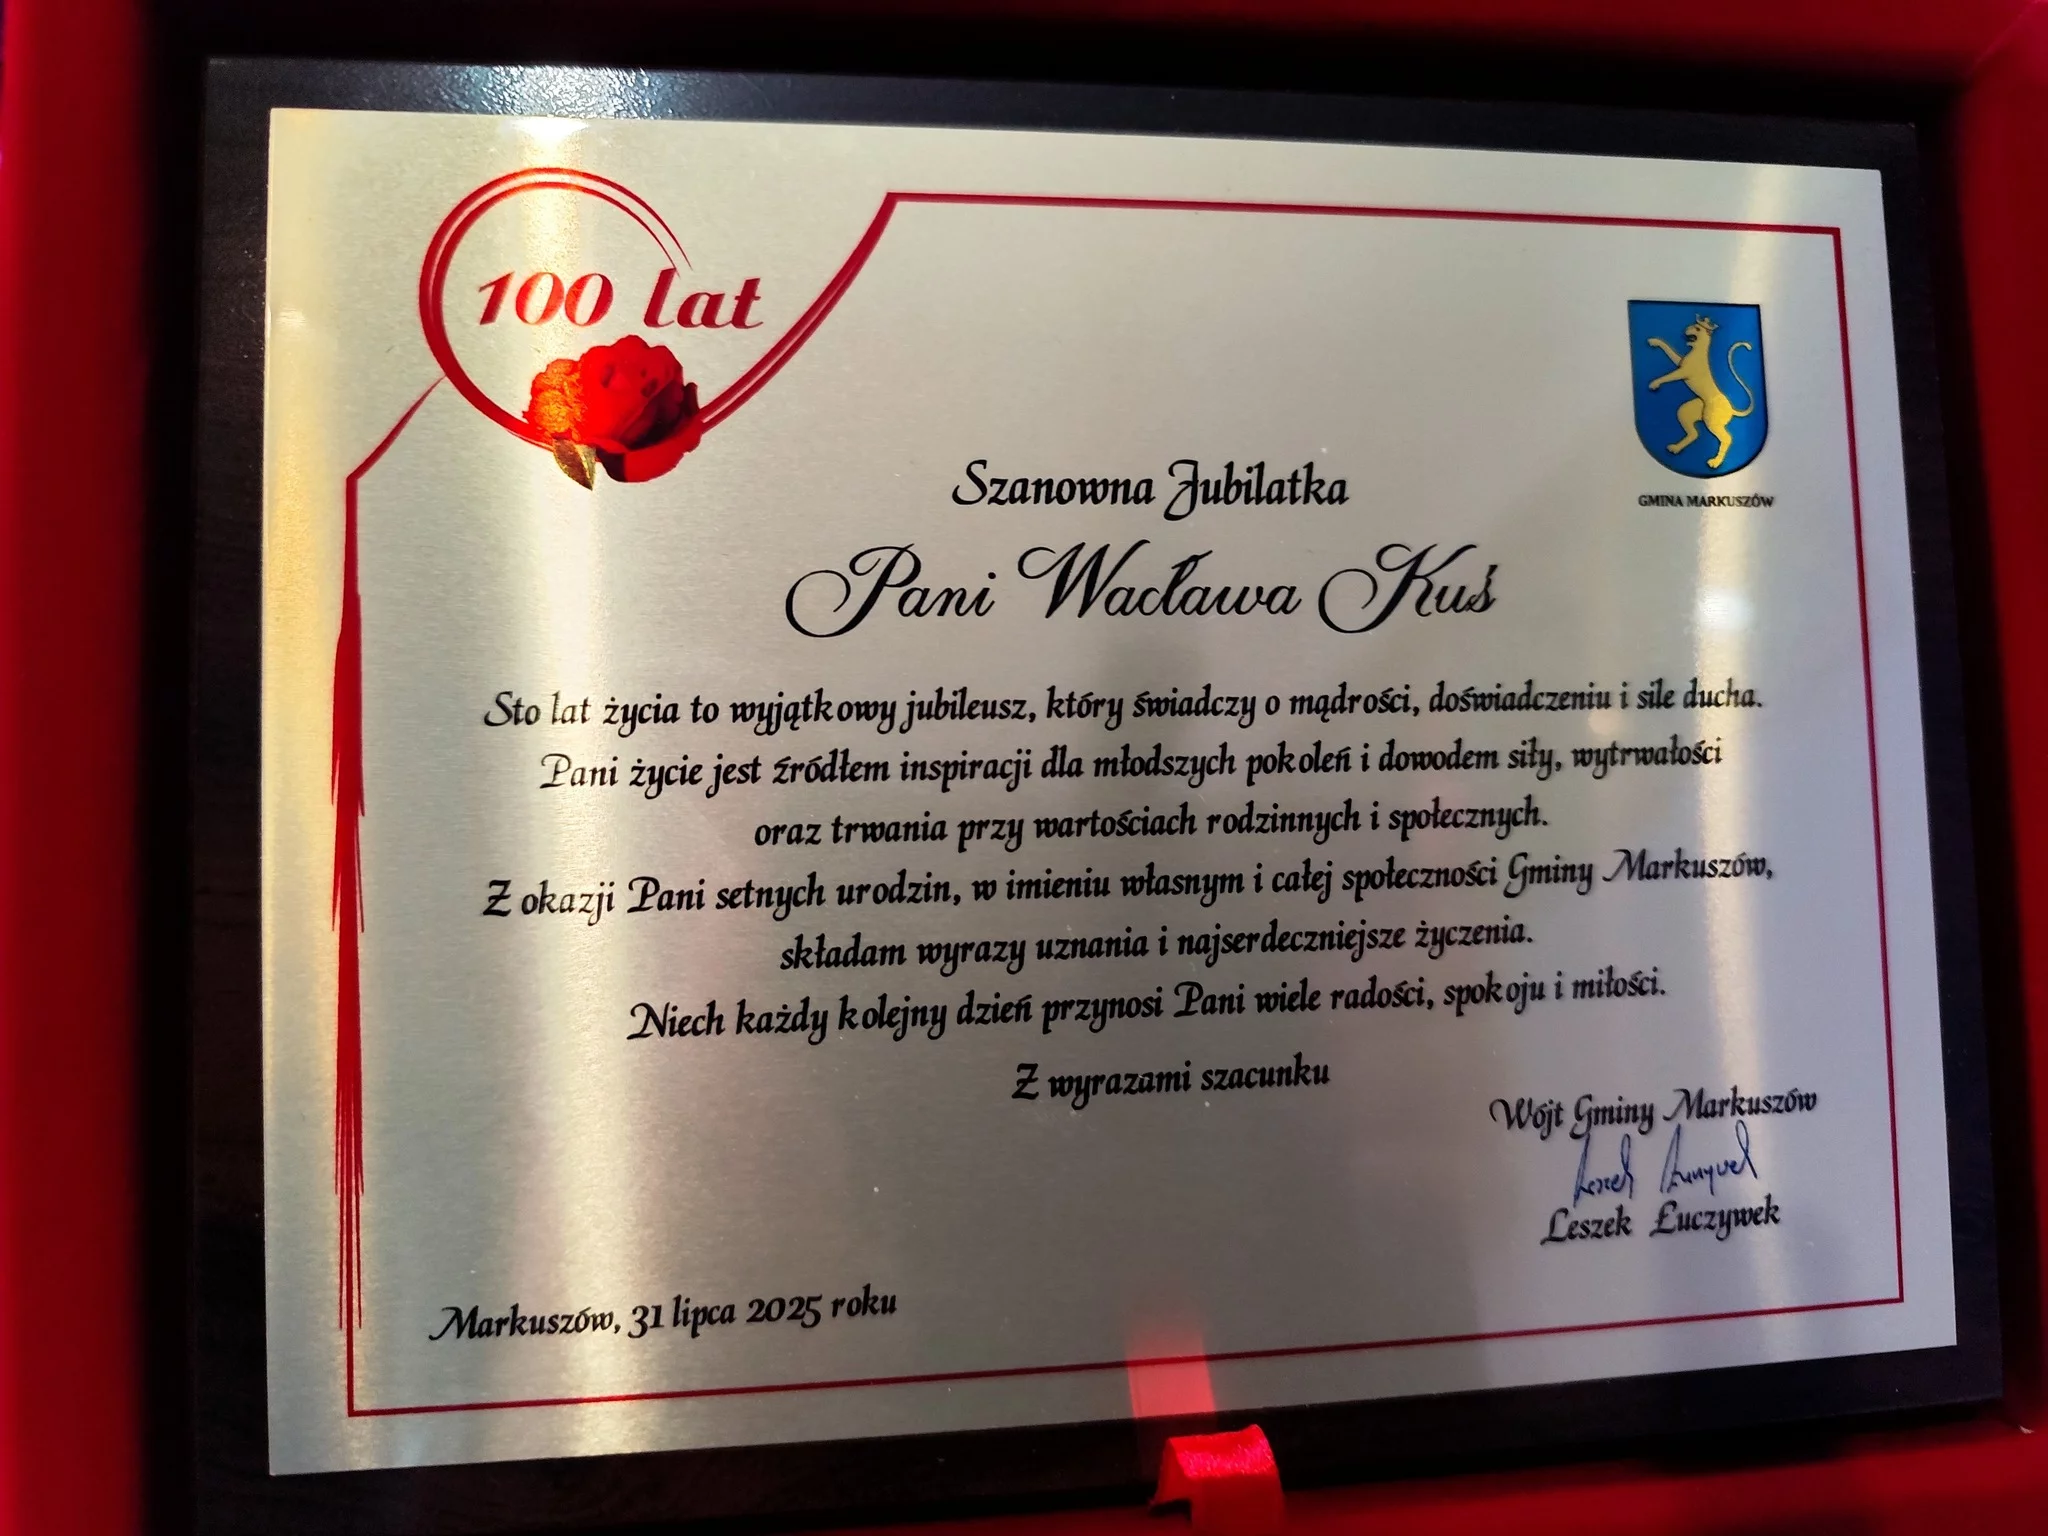 100 lat
GMINA MARKUSZÓW
Szanowna Jubilatka
Pani Wacława Kuś
Sto lat życia to wyjątkowy jubileusz, który świadczy o mądrości, doświadczeniu i sile ducha.
Pani życie jest źródłem inspiracji dla młodszych pokoleń i dowodem siły, wytrwałości
oraz trwania przy wartościach rodzinnych i społecznych.
Z okazji Pani setnych urodzin, w imieniu własnym i całej społeczności Gminy Markuszów,
składam wyrazy uznania i najserdeczniejsze życzenia.
Niech każdy kolejny dzień przynosi Pani wiele radości, spokoju i miłości.
Z wyrazami szacunku
Wójt Gminy Markuszów
Leszek Łuczywek
Markuszów, 31 lipca 2025 roku